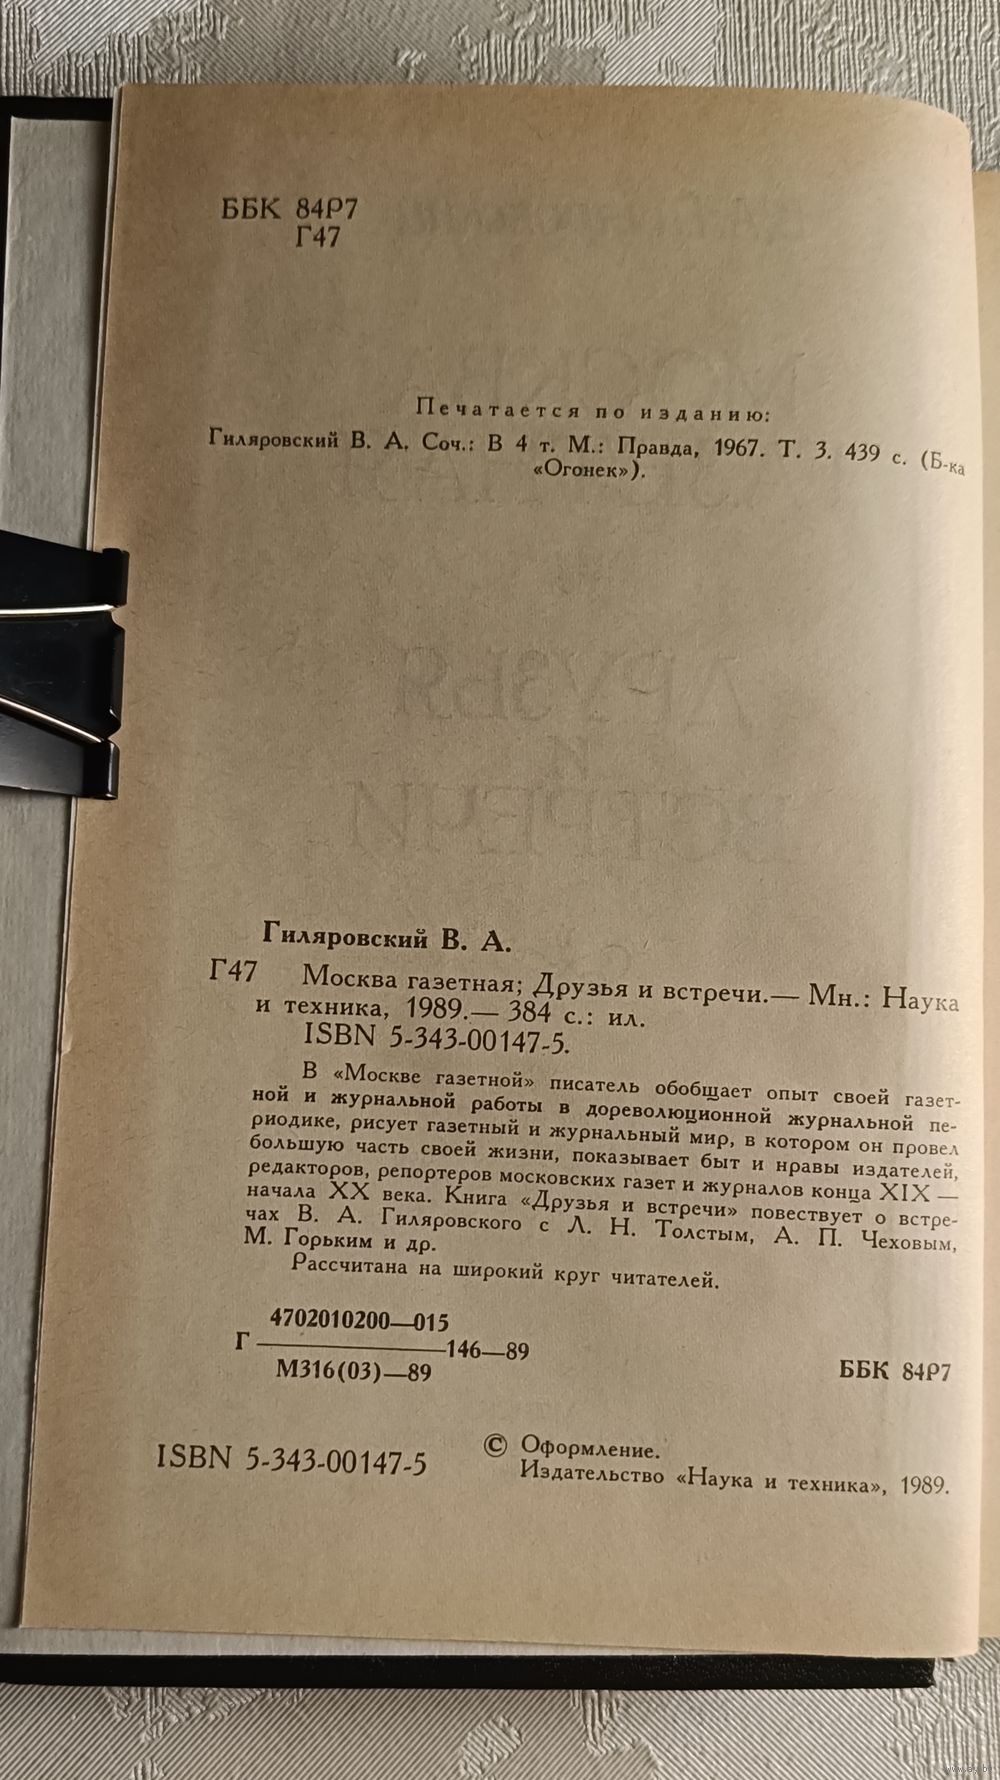 ББК 84Р7
Г47
Печатается по изданию:
Гиляровский В. А. Соч.: В 4 т. М.: Правда, 1967. Т. 3. 439 с. (Б-ка
«Огонек»).
Гиляровский В. А.
Г47 Москва газетная; Друзья и встречи.— Мн.: Наука
и техника, 1989.— 384 с.: ил.
ISBN 5-343-00147-5.
В «Москве газетной» писатель обобщает опыт своей газет-
ной и журнальной работы в дореволюционной журнальной пе-
риодике, рисует газетный и журнальный мир, в котором он провел
большую часть своей жизни, показывает быт и нравы издателей,
редакторов, репортеров московских газет и журналов конца XIX —
начала XX века. Книга «Друзья и встречи» повествует о встре-
чах В. А. Гиляровского с Л. Н. Толстым, А. П. Чеховым,
М. Горьким и др.
Рассчитана на широкий круг читателей.
4702010200—015
Г ————— 146—89
М316(03)—89
ББК 84Р7
ISBN 5-343-00147-5
© Оформление.
Издательство «Наука и техника», 1989.